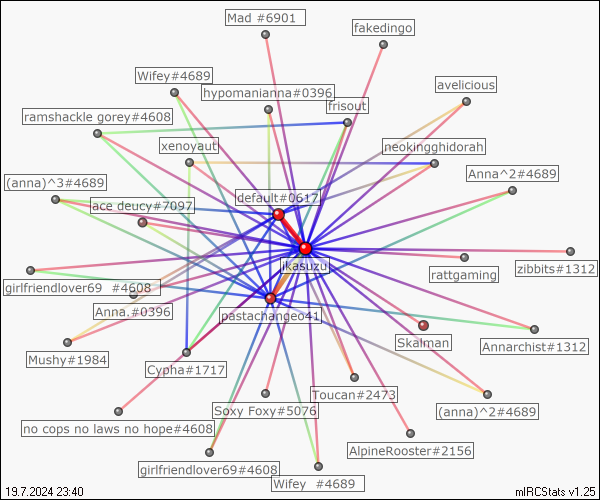 Mad #6901
fakedingo
Wifey#4689
avelicious
hypomanianna#0396
frisout
ramshackle gorey#4608
xenoyaut
neokingghidorah
Anna^2#4689
(anna)^3#4689
default#0617
ace deucy#7097
ikasuzu
rattgaming
zibbits#1312
girlfriendlover69 #4608
Anna.#0396
pastachangeo41
Skalman
Annarchist#1312
Mushy#1984
Cypha#1717
Toucan#2473
Soxy Foxy#5076
(anna)^2#4689
no cops no laws no hope#4608
AlpineRooster#2156
girlfriendlover69#4608
Wifey #4689
19.7.2024 23:40
mIRCStats v1.25